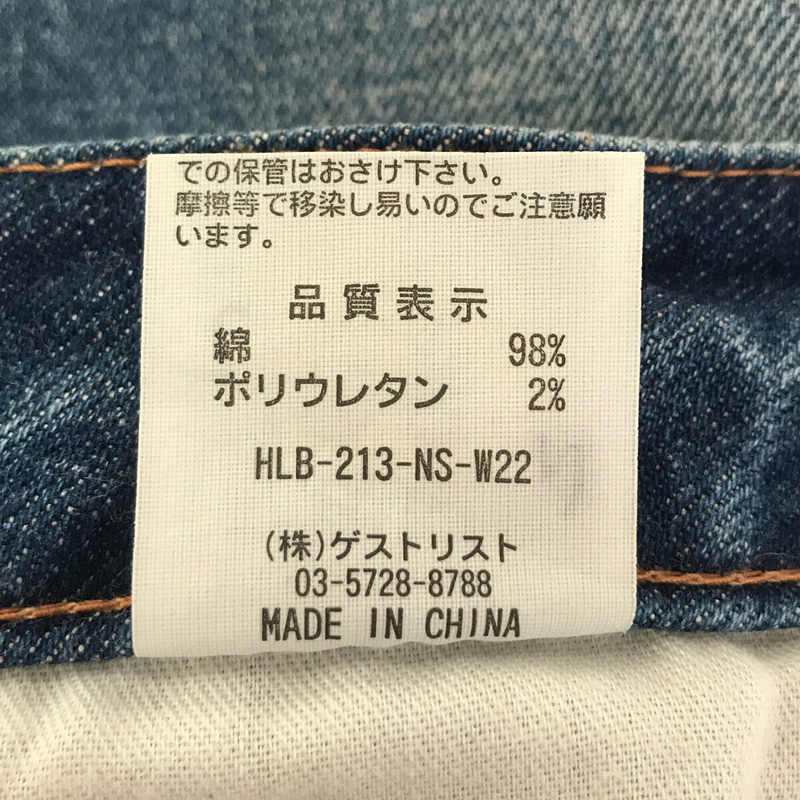 での保管はおさけ下さい。
摩擦等で移染し易いのでご注意願
います。
品質表示
綿 98%
ポリウレタン 2%
HLB-213-NS-W22
(株)ゲストリスト
03-5728-8788
MADE IN CHINA